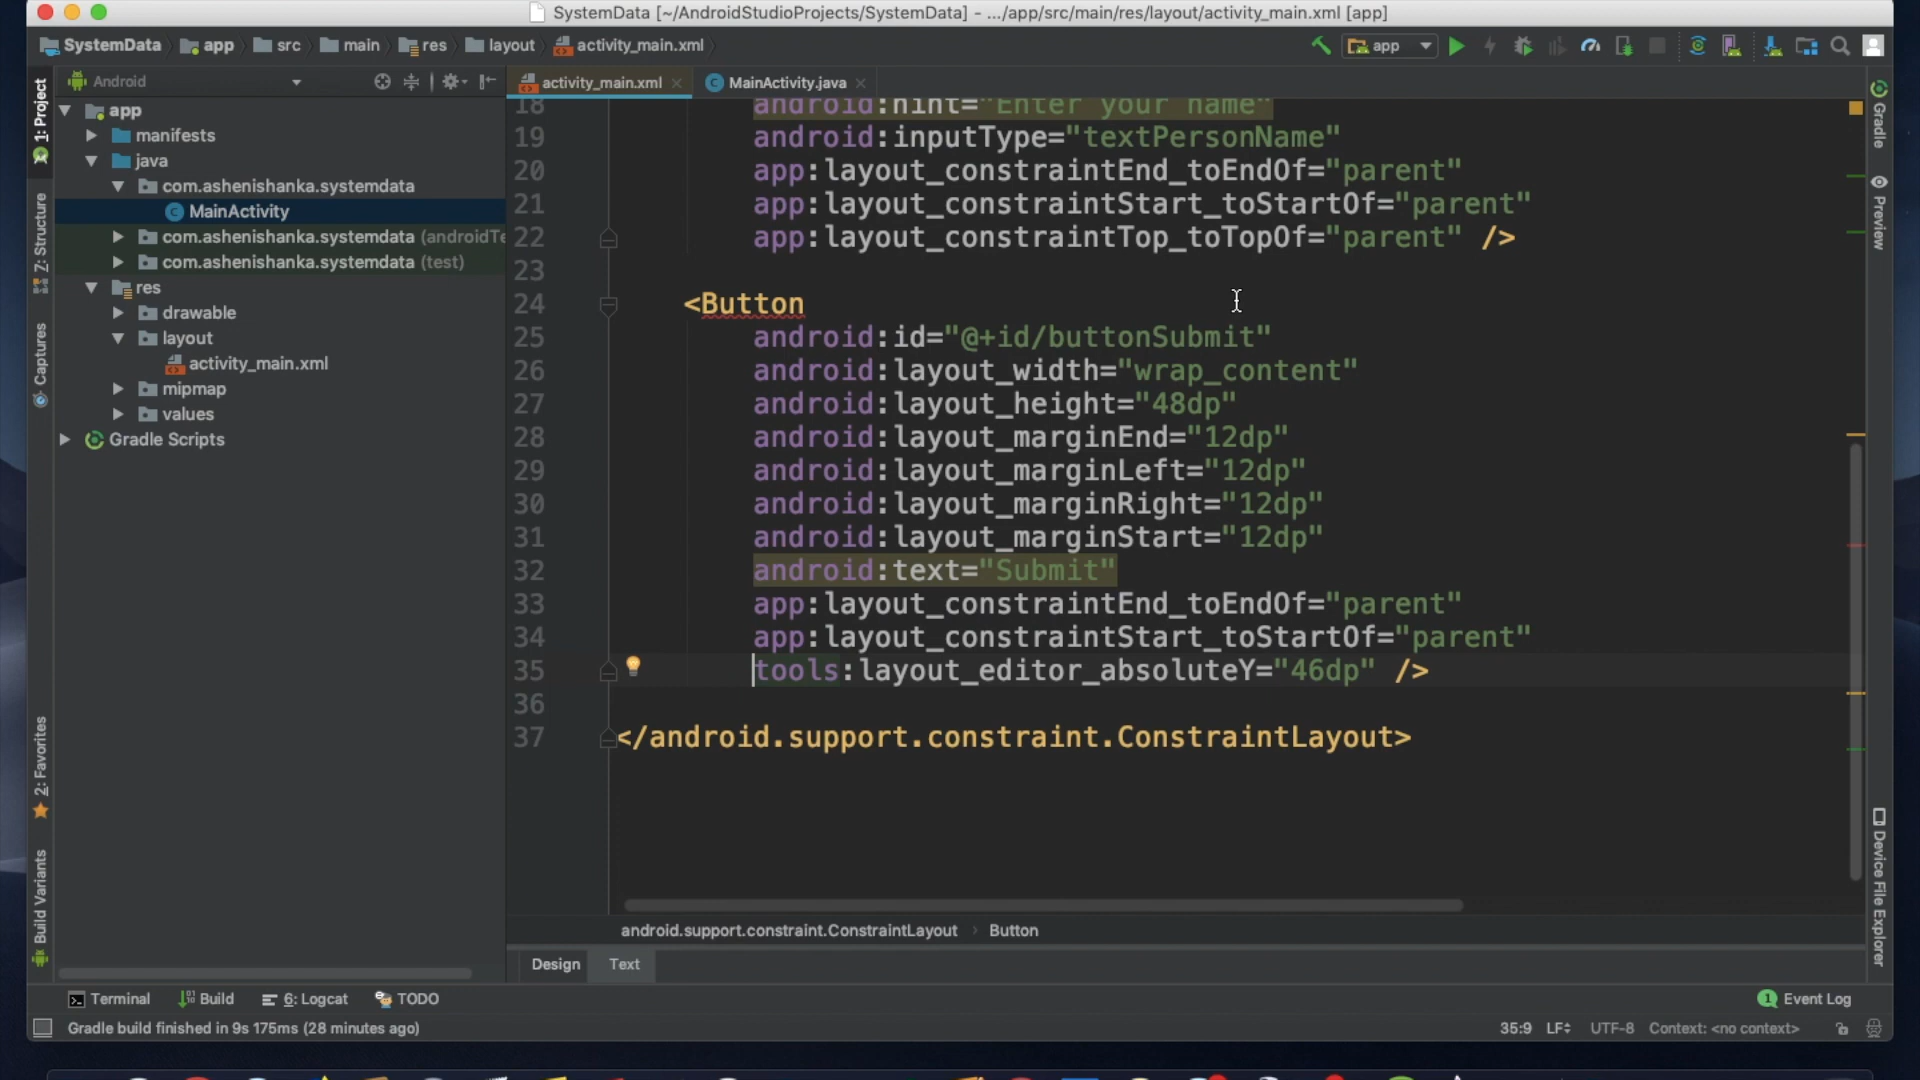 SystemData [~/AndroidStudioProjects/SystemData] - .../app/src/main/res/layout/activity_main.xml [app]
SystemData app src main res layout activity_main.xml app
Android activity_main.xml MainActivity.java
1: Project
Z: Structure
Captures
2: Favorites
Build Variants
app
manifests
java
com.ashenishanka.systemdata
MainActivity
com.ashenishanka.systemdata (androidTe
com.ashenishanka.systemdata (test)
res
drawable
layout
activity_main.xml
mipmap
values
Gradle Scripts
18 android:hint="Enter your name"
19 android:inputType="textPersonName"
20 app:layout_constraintEnd_toEndOf="parent"
21 app:layout_constraintStart_toStartOf="parent"
22 app:layout_constraintTop_toTopOf="parent" />
23
24 <Button
25 android:id="@+id/buttonSubmit"
26 android:layout_width="wrap_content"
27 android:layout_height="48dp"
28 android:layout_marginEnd="12dp"
29 android:layout_marginLeft="12dp"
30 android:layout_marginRight="12dp"
31 android:layout_marginStart="12dp"
32 android:text="Submit"
33 app:layout_constraintEnd_toEndOf="parent"
34 app:layout_constraintStart_toStartOf="parent"
35 tools:layout_editor_absoluteY="46dp" />
36
37 </android.support.constraint.ConstraintLayout>
Gradle
Preview
Device File Explorer
android.support.constraint.ConstraintLayout › Button
Design Text
Terminal Build 6: Logcat TODO 1 Event Log
Gradle build finished in 9s 175ms (28 minutes ago) 35:9 LF UTF-8 Context: <no context>